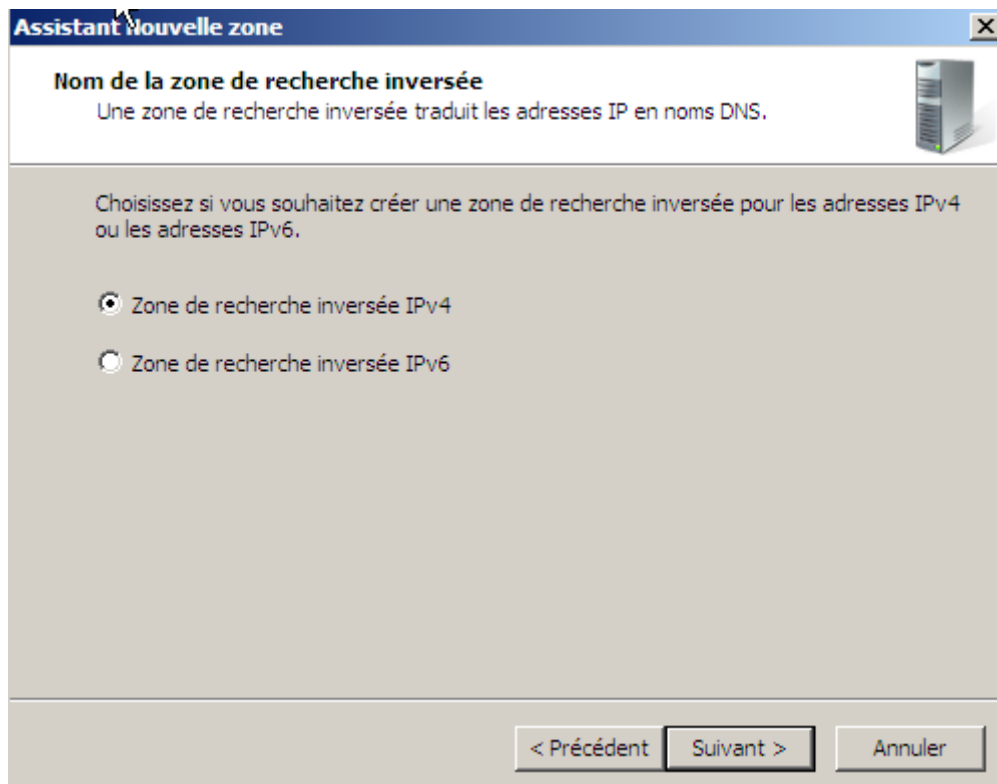 Assistant Nouvelle zone
Nom de la zone de recherche inversée
Une zone de recherche inversée traduit les adresses IP en noms DNS.
Choisissez si vous souhaitez créer une zone de recherche inversée pour les adresses IPv4
ou les adresses IPv6.
Zone de recherche inversée IPv4
Zone de recherche inversée IPv6
< Précédent Suivant > Annuler